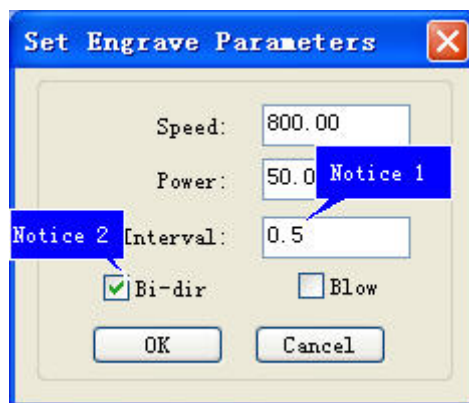 Set Engrave Parameters
Speed: 800.00
Power: 50.0
Notice 1
Notice 2
Interval: 0.5
Bi-dir Blow
OK Cancel